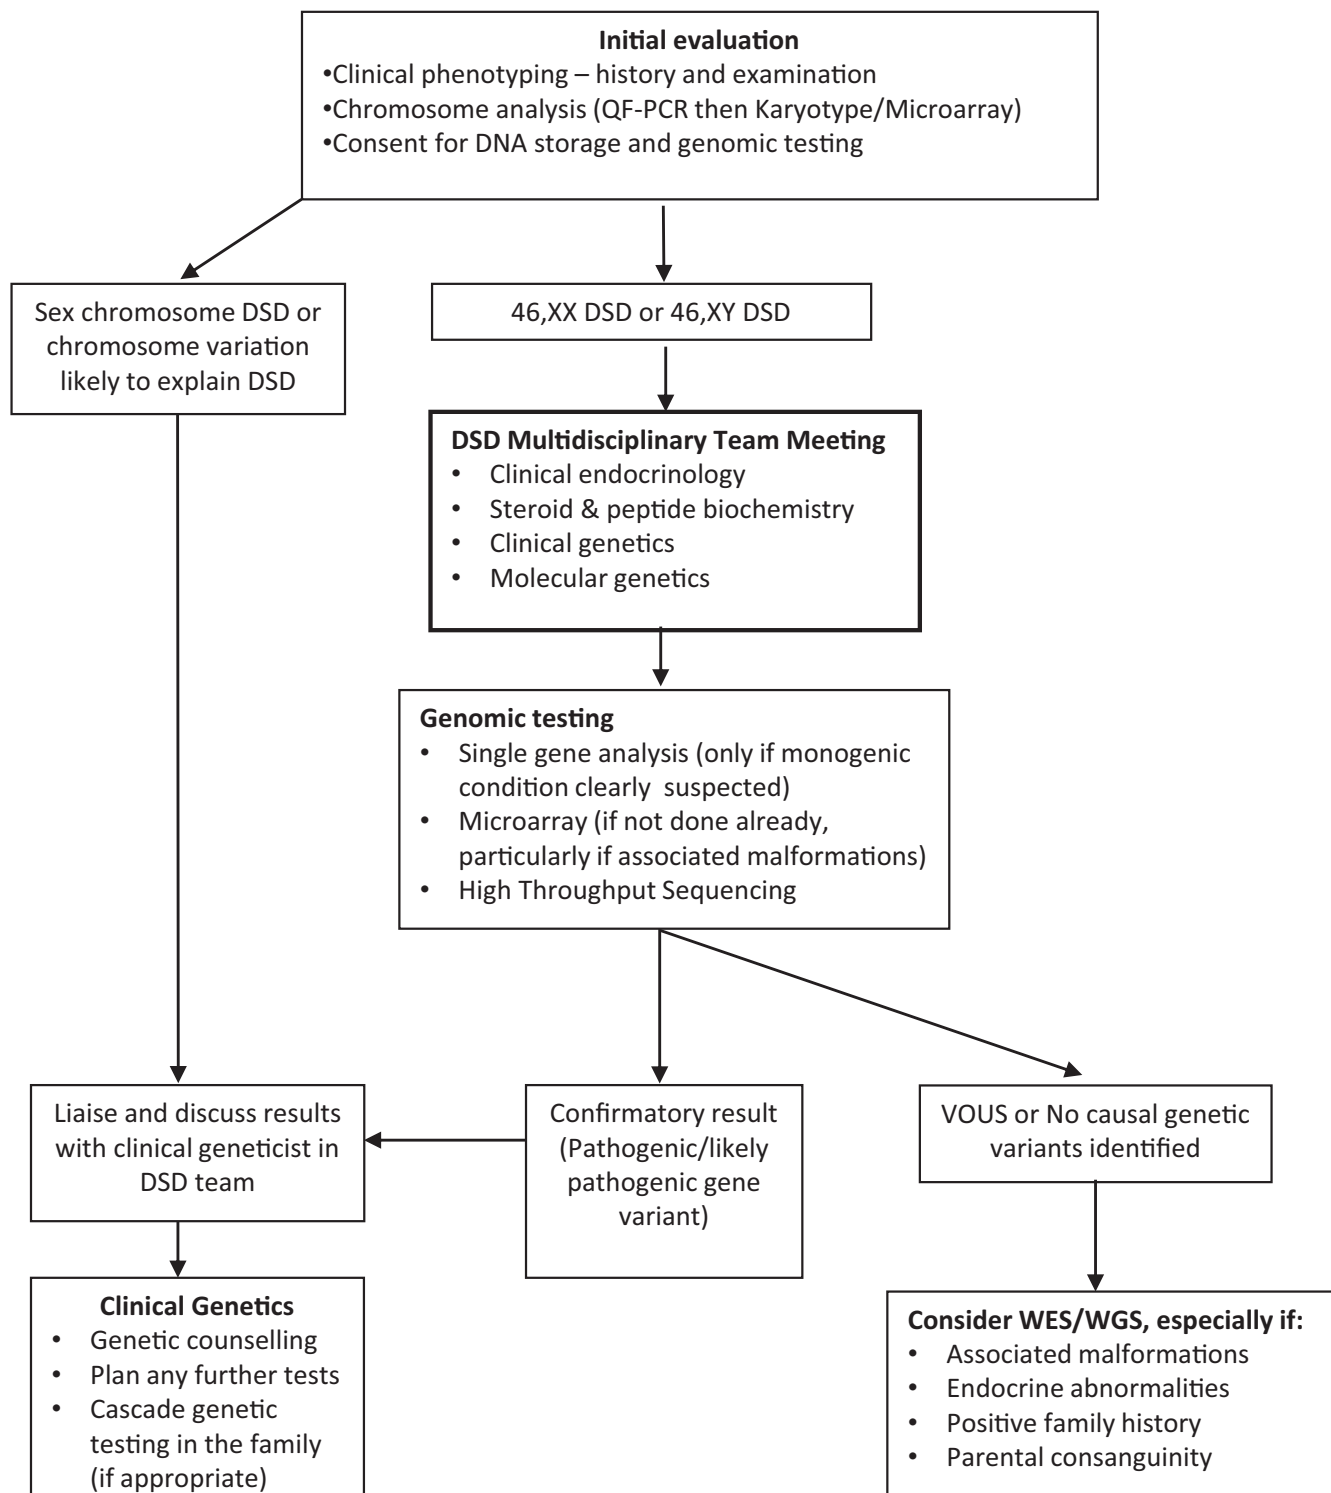 Initial evaluation
•Clinical phenotyping – history and examination
•Chromosome analysis (QF-PCR then Karyotype/Microarray)
•Consent for DNA storage and genomic testing
Sex chromosome DSD or
chromosome variation
likely to explain DSD
46,XX DSD or 46,XY DSD
DSD Multidisciplinary Team Meeting
• Clinical endocrinology
• Steroid & peptide biochemistry
• Clinical genetics
• Molecular genetics
Genomic testing
• Single gene analysis (only if monogenic
condition clearly suspected)
• Microarray (if not done already,
particularly if associated malformations)
• High Throughput Sequencing
Liaise and discuss results
with clinical geneticist in
DSD team
Confirmatory result
(Pathogenic/likely
pathogenic gene
variant)
VOUS or No causal genetic
variants identified
Clinical Genetics
• Genetic counselling
• Plan any further tests
• Cascade genetic
testing in the family
(if appropriate)
Consider WES/WGS, especially if:
• Associated malformations
• Endocrine abnormalities
• Positive family history
• Parental consanguinity